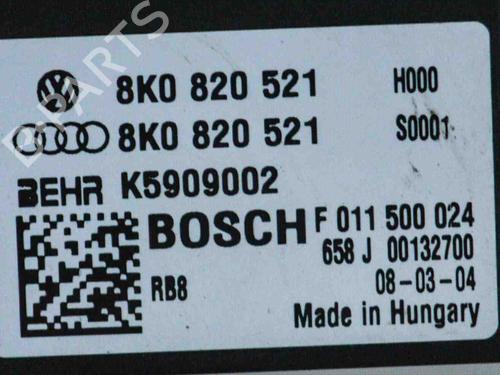 B-PARTS
8K0 820 521 H000
8K0 820 521 S0001
BEHR K5909002
BOSCH F 011 500 024
658 J 00132700
RB8 08-03-04
Made in Hungary